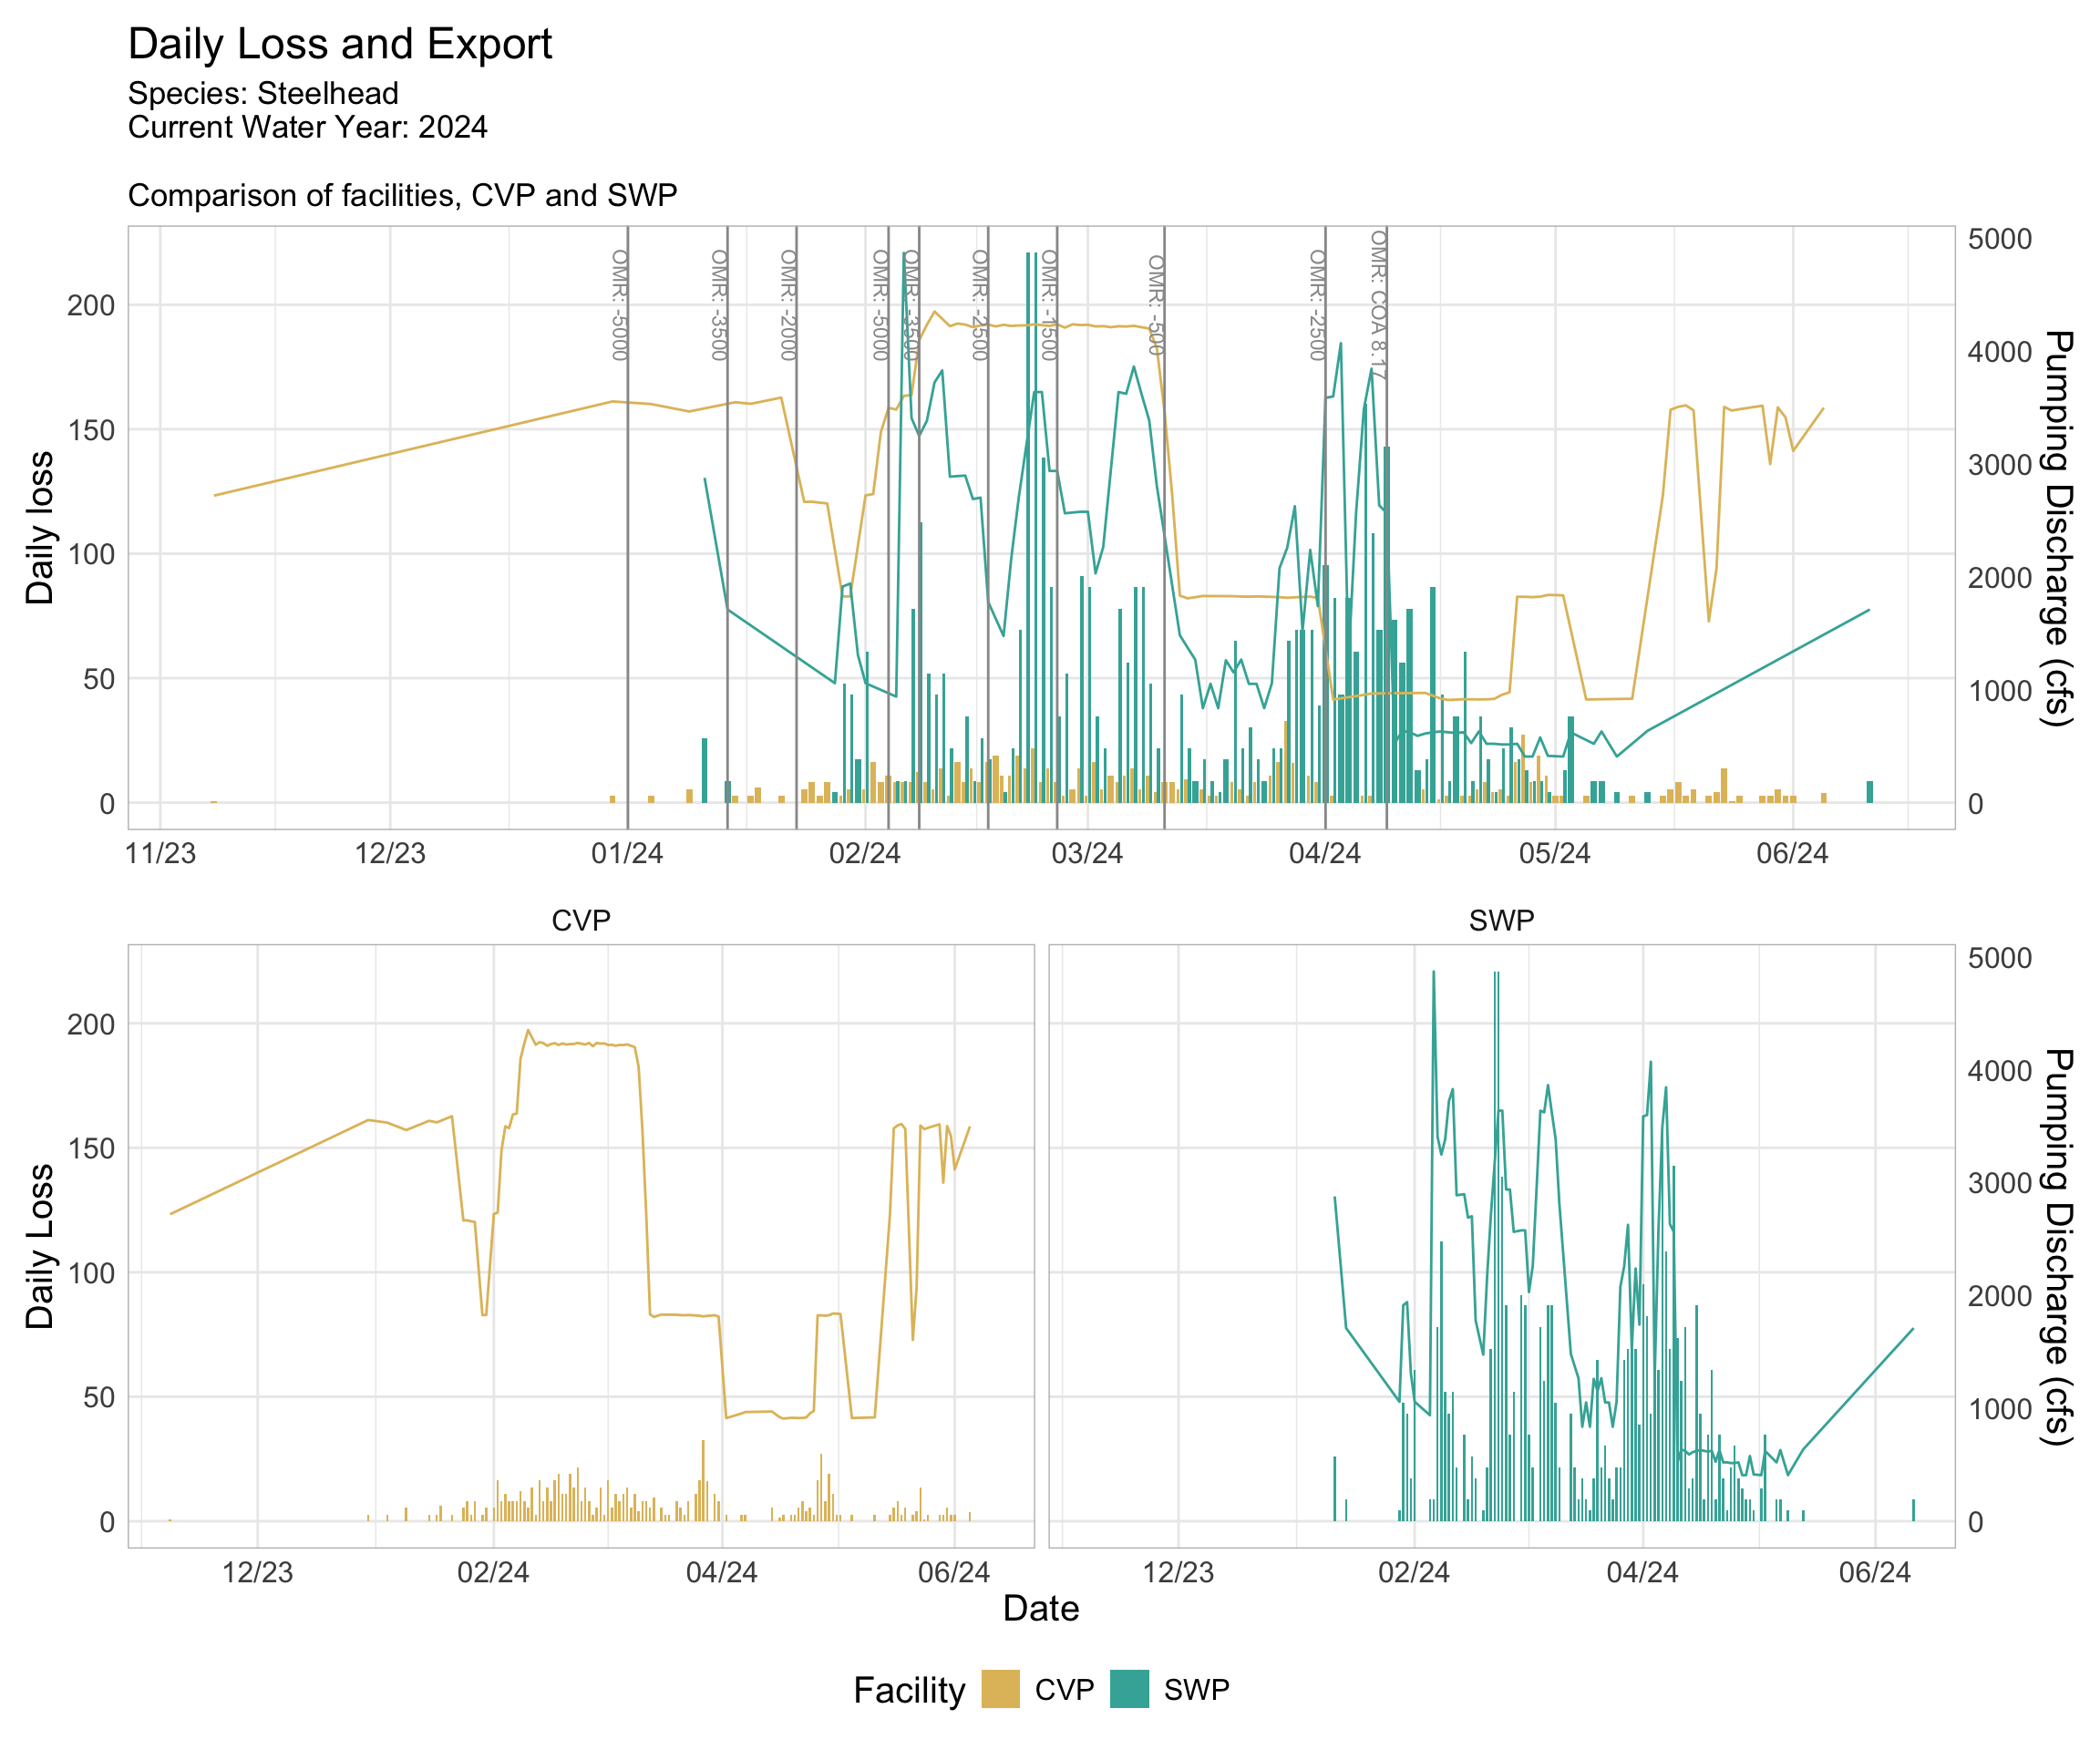 Daily Loss and Export
Species: Steelhead
Current Water Year: 2024
Comparison of facilities, CVP and SWP
OMR: -5000
OMR: -3500
OMR: -2000
OMR: -5000
OMR: -3500
OMR: -2500
OMR: -1500
OMR: -500
OMR: -2500
OMR: COA 8.17
Daily loss
200
150
100
50
0
5000
4000
3000
2000
1000
0
Pumping Discharge (cfs)
11/23
12/23
01/24
02/24
03/24
04/24
05/24
06/24
CVP
SWP
Daily Loss
200
150
100
50
0
5000
4000
3000
2000
1000
0
Pumping Discharge (cfs)
12/23
02/24
04/24
06/24
12/23
02/24
04/24
06/24
Date
Facility
CVP
SWP